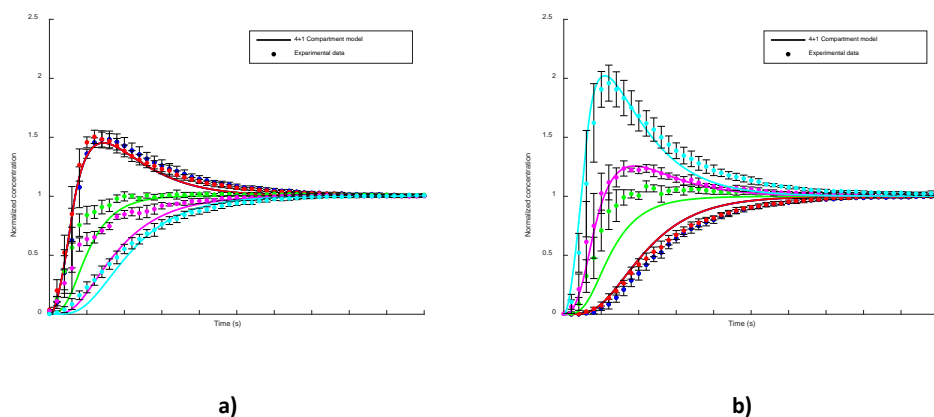 2.5
2
1.5
1
0.5
0
Normalized concentration
Time (s)
4+1 Compartment model
Experimental data
a)
2.5
2
1.5
1
0.5
0
Normalized concentration
Time (s)
4+1 Compartment model
Experimental data
b)